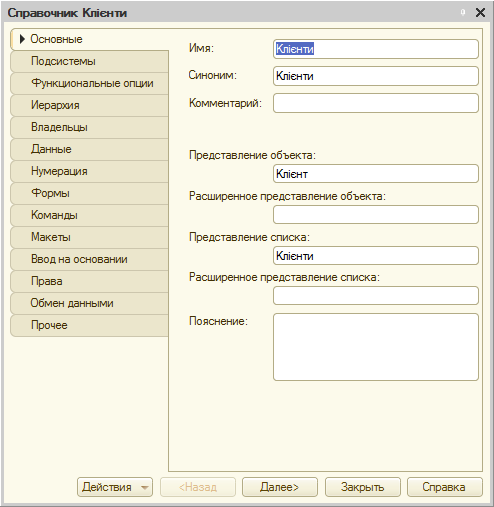 Справочник Клієнти
Основные
Подсистемы
Функциональные опции
Иерархия
Владельцы
Данные
Нумерация
Формы
Команды
Макеты
Ввод на основании
Права
Обмен данными
Прочее
Имя: Клієнти
Синоним: Клієнти
Комментарий:
Представление объекта:
Клієнт
Расширенное представление объекта:
Представление списка:
Клієнти
Расширенное представление списка:
Пояснение:
Действия <Назад Далее> Закрыть Справка